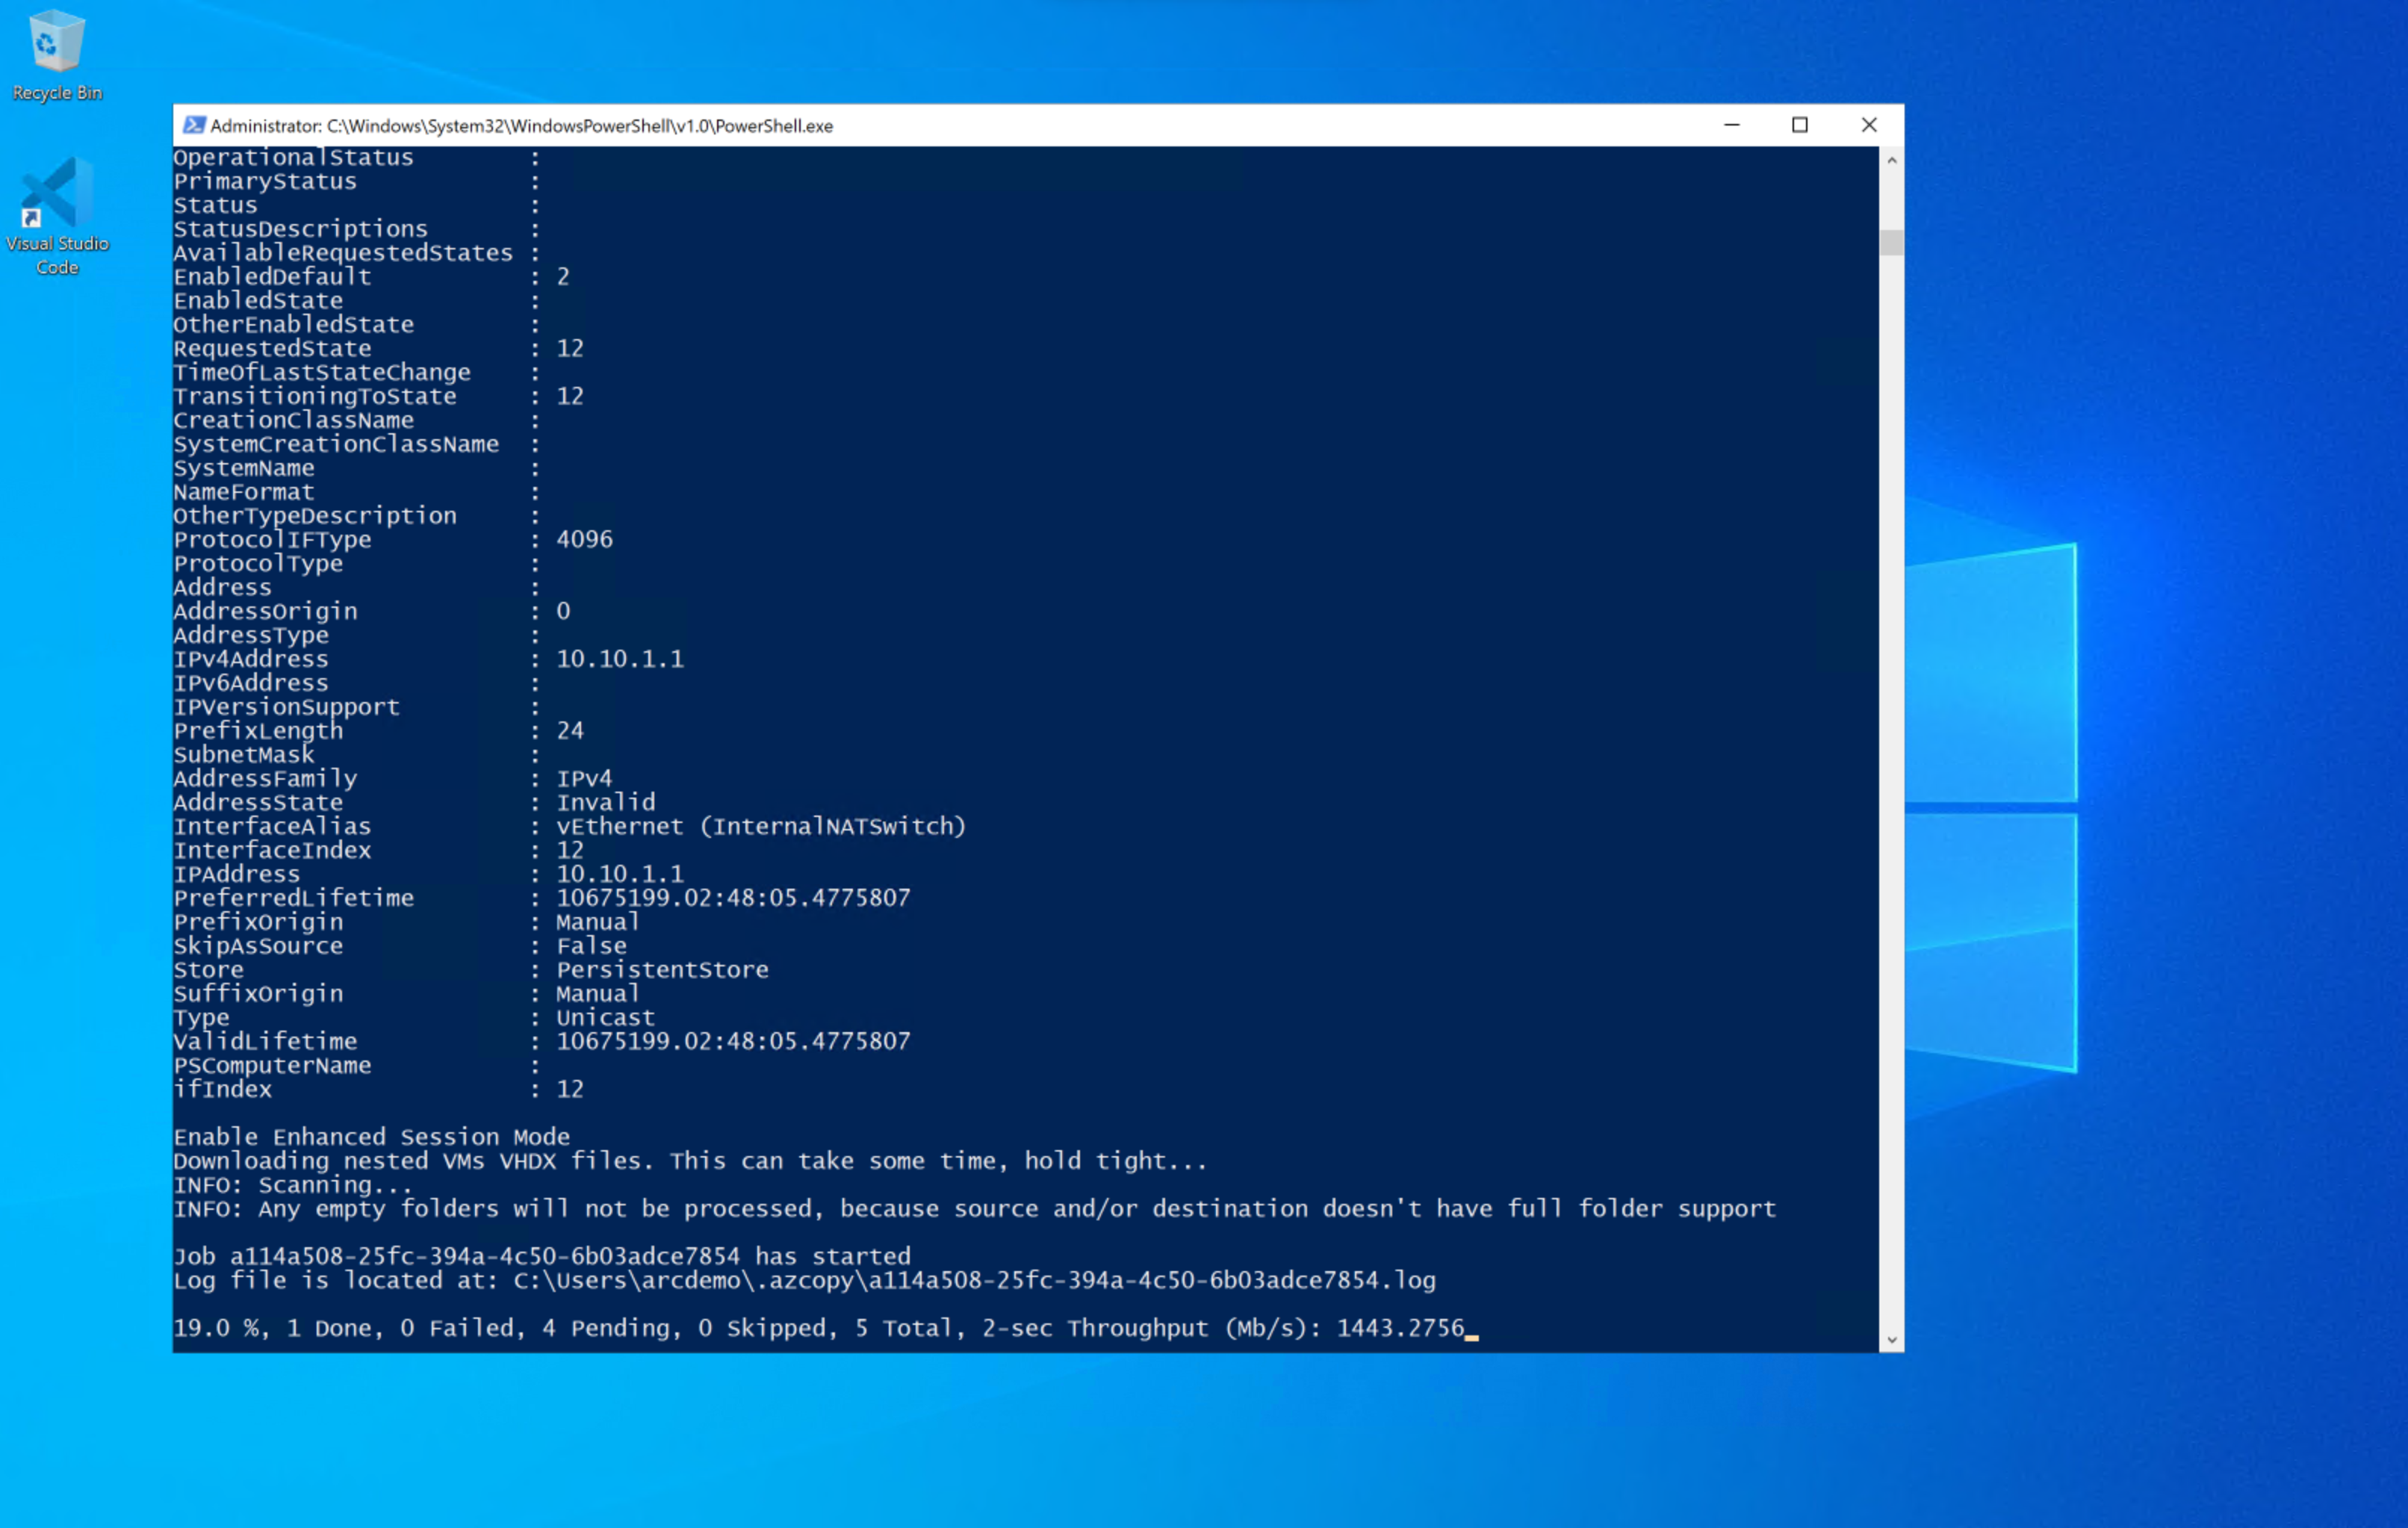 Recycle Bin
Visual Studio
Code
Administrator: C:\Windows\System32\WindowsPowerShell\v1.0\PowerShell.exe
OperationalStatus :
PrimaryStatus :
Status :
StatusDescriptions :
AvailableRequestedStates :
EnabledDefault : 2
EnabledState :
OtherEnabledState :
RequestedState : 12
TimeOfLastStateChange :
TransitioningToState : 12
CreationClassName :
SystemCreationClassName :
SystemName :
NameFormat :
OtherTypeDescription :
ProtocolIFType : 4096
ProtocolType :
Address :
AddressOrigin : 0
AddressType :
IPv4Address : 10.10.1.1
IPv6Address :
IPVersionSupport :
PrefixLength : 24
SubnetMask :
AddressFamily : IPv4
AddressState : Invalid
InterfaceAlias : vEthernet (InternalNATSwitch)
InterfaceIndex : 12
IPAddress : 10.10.1.1
PreferredLifetime : 10675199.02:48:05.4775807
PrefixOrigin : Manual
SkipAsSource : False
Store : PersistentStore
SuffixOrigin : Manual
Type : Unicast
ValidLifetime : 10675199.02:48:05.4775807
PSComputerName :
ifIndex : 12
Enable Enhanced Session Mode
Downloading nested VMs VHDX files. This can take some time, hold tight...
INFO: Scanning...
INFO: Any empty folders will not be processed, because source and/or destination doesn't have full folder support
Job a114a508-25fc-394a-4c50-6b03adce7854 has started
Log file is located at: C:\Users\arcdemo\.azcopy\a114a508-25fc-394a-4c50-6b03adce7854.log
19.0 %, 1 Done, 0 Failed, 4 Pending, 0 Skipped, 5 Total, 2-sec Throughput (Mb/s): 1443.2756